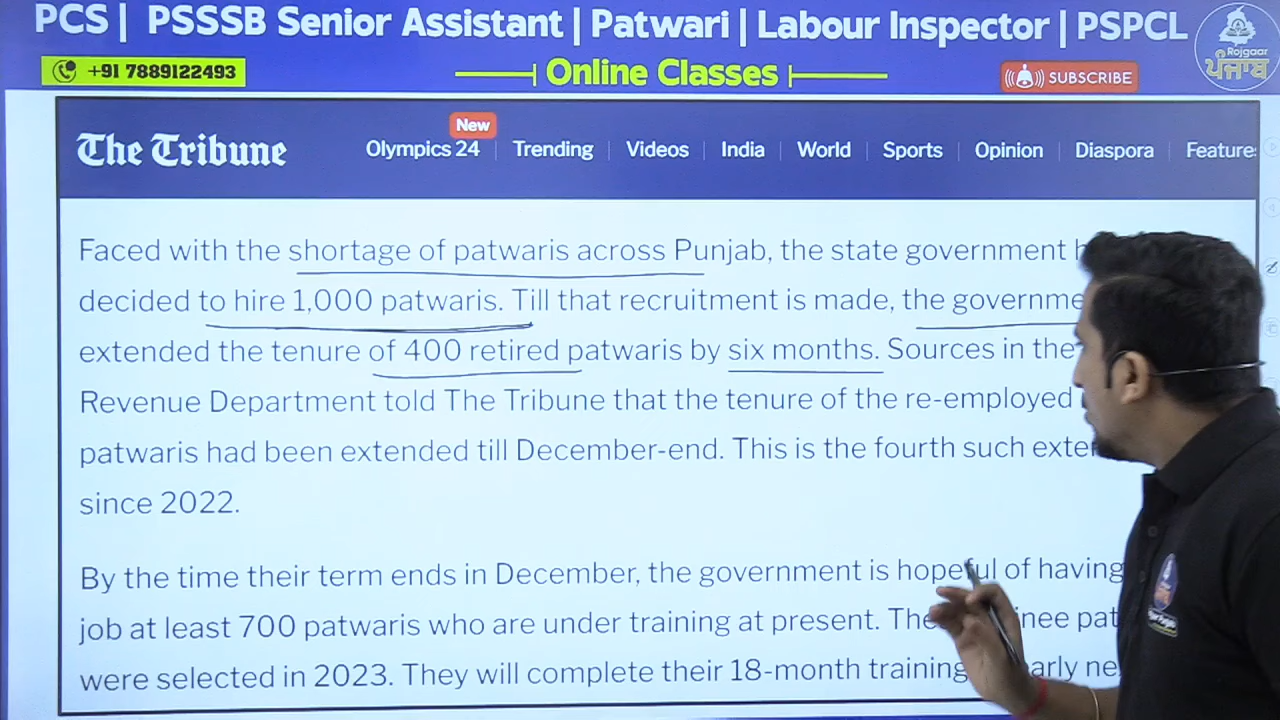 PCS | PSSSB Senior Assistant | Patwari | Labour Inspector | PSPCL
+91 7889122493
Online Classes
SUBSCRIBE
Rojgaar
ਪੰਜਾਬ
The Tribune
New
Olympics 24 | Trending | Videos | India | World | Sports | Opinion | Diaspora | Feature
Faced with the shortage of patwaris across Punjab, the state government
decided to hire 1,000 patwaris. Till that recruitment is made, the governme
extended the tenure of 400 retired patwaris by six months. Sources in the
Revenue Department told The Tribune that the tenure of the re-employed
patwaris had been extended till December-end. This is the fourth such exte
since 2022.
By the time their term ends in December, the government is hopeful of having
job at least 700 patwaris who are under training at present. The nee pat
were selected in 2023. They will complete their 18-month training arly ne